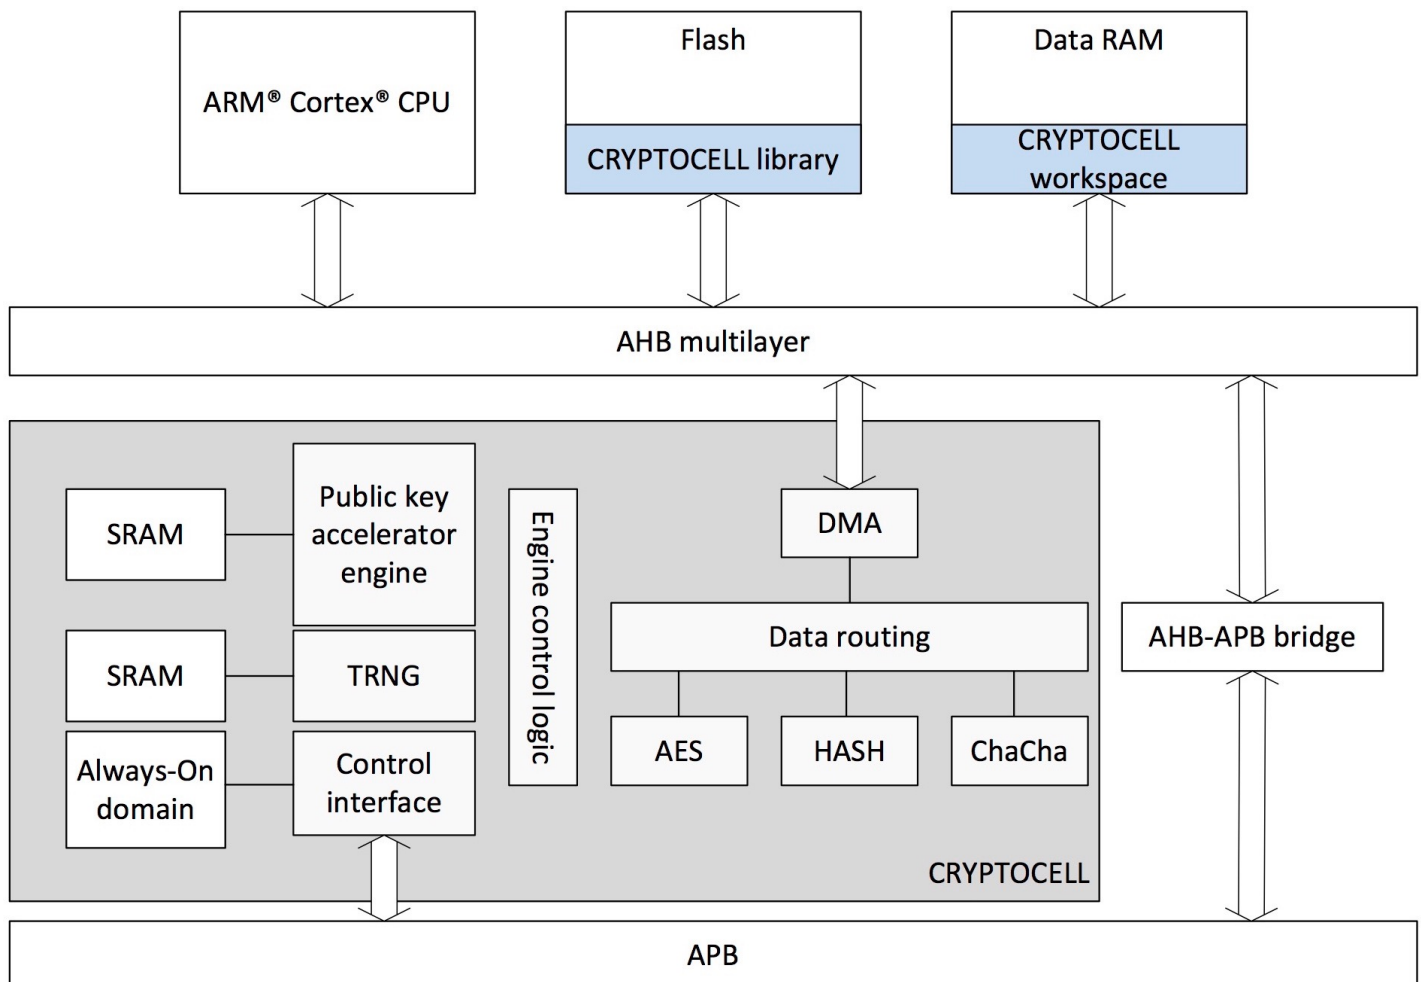 ARM® Cortex® CPU
Flash
CRYPTOCELL library
Data RAM
CRYPTOCELL
workspace
AHB multilayer
SRAM
Public key
accelerator
engine
SRAM
TRNG
Always-On
domain
Control
interface
Engine control logic
DMA
Data routing
AES
HASH
ChaCha
CRYPTOCELL
AHB-APB bridge
APB